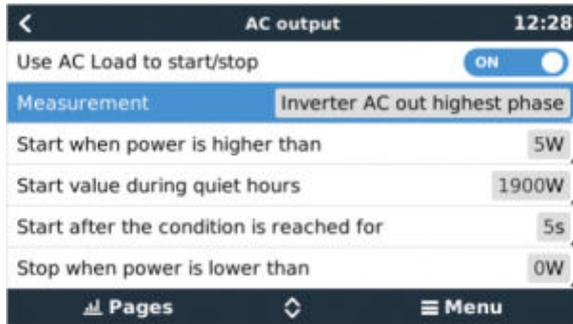 AC output 12:28
Use AC Load to start/stop ON
Measurement Inverter AC out highest phase
Start when power is higher than 5W
Start value during quiet hours 1900W
Start after the condition is reached for 5s
Stop when power is lower than 0W
Pages Menu